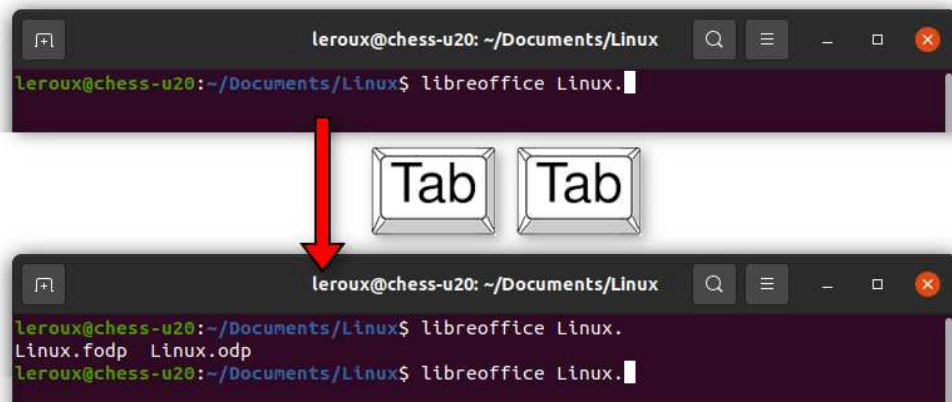 leroux@chess-u20: ~/Documents/Linux
leroux@chess-u20:~/Documents/Linux$ libreoffice Linux.
Tab Tab
leroux@chess-u20: ~/Documents/Linux
leroux@chess-u20:~/Documents/Linux$ libreoffice Linux.
Linux.fodp  Linux.odp
leroux@chess-u20:~/Documents/Linux$ libreoffice Linux.